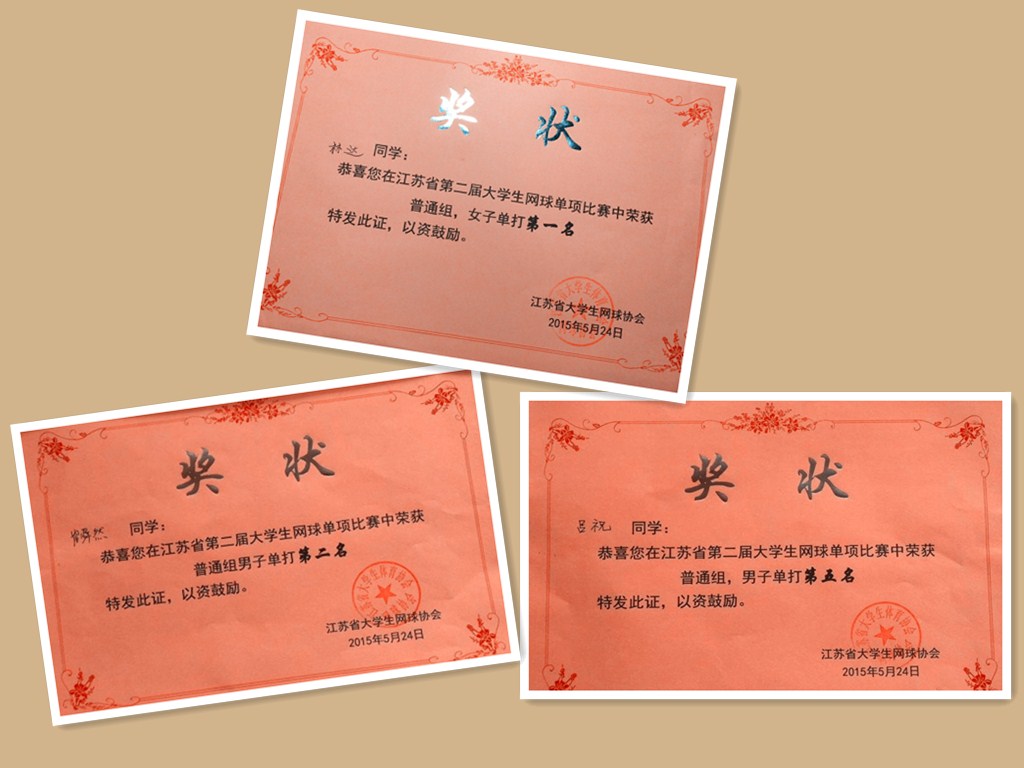 奖 状
同学：
恭喜您在江苏省第二届大学生网球单项比赛中荣获
普通组，女子单打第一名
特发此证，以资鼓励。
江苏省大学生网球协会
2015年5月24日
奖 状
同学：
恭喜您在江苏省第二届大学生网球单项比赛中荣获
普通组男子单打第二名
特发此证，以资鼓励。
江苏省大学生网球协会
2015年5月24日
奖 状
吕祝 同学：
恭喜您在江苏省第二届大学生网球单项比赛中荣获
普通组，男子单打第五名
特发此证，以资鼓励。
江苏省大学生网球协会
2015年5月24日